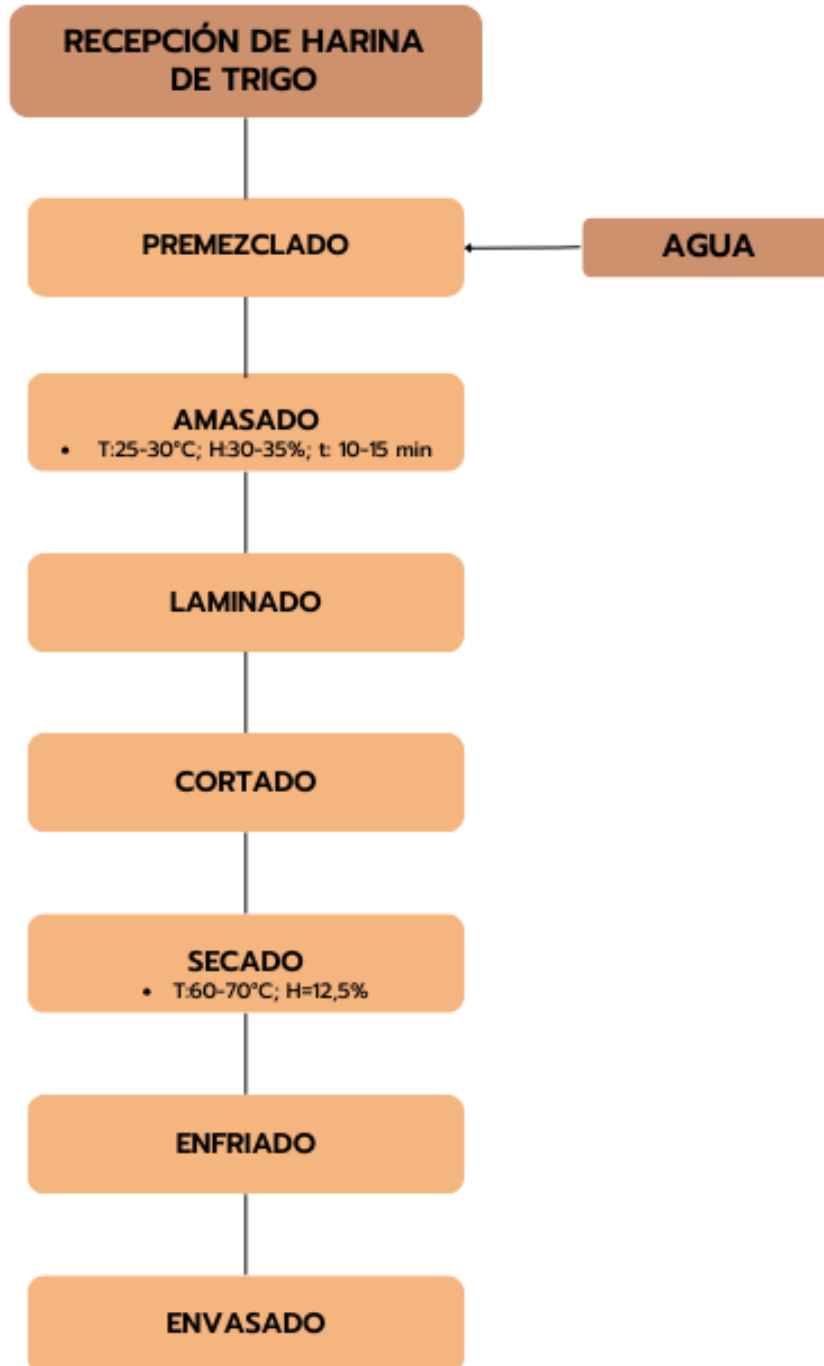 RECEPCIÓN DE HARINA
DE TRIGO
PREMEZCLADO
AGUA
AMASADO
• T:25-30°C; H:30-35%; t: 10-15 min
LAMINADO
CORTADO
SECADO
• T:60-70°C; H=12,5%
ENFRIADO
ENVASADO